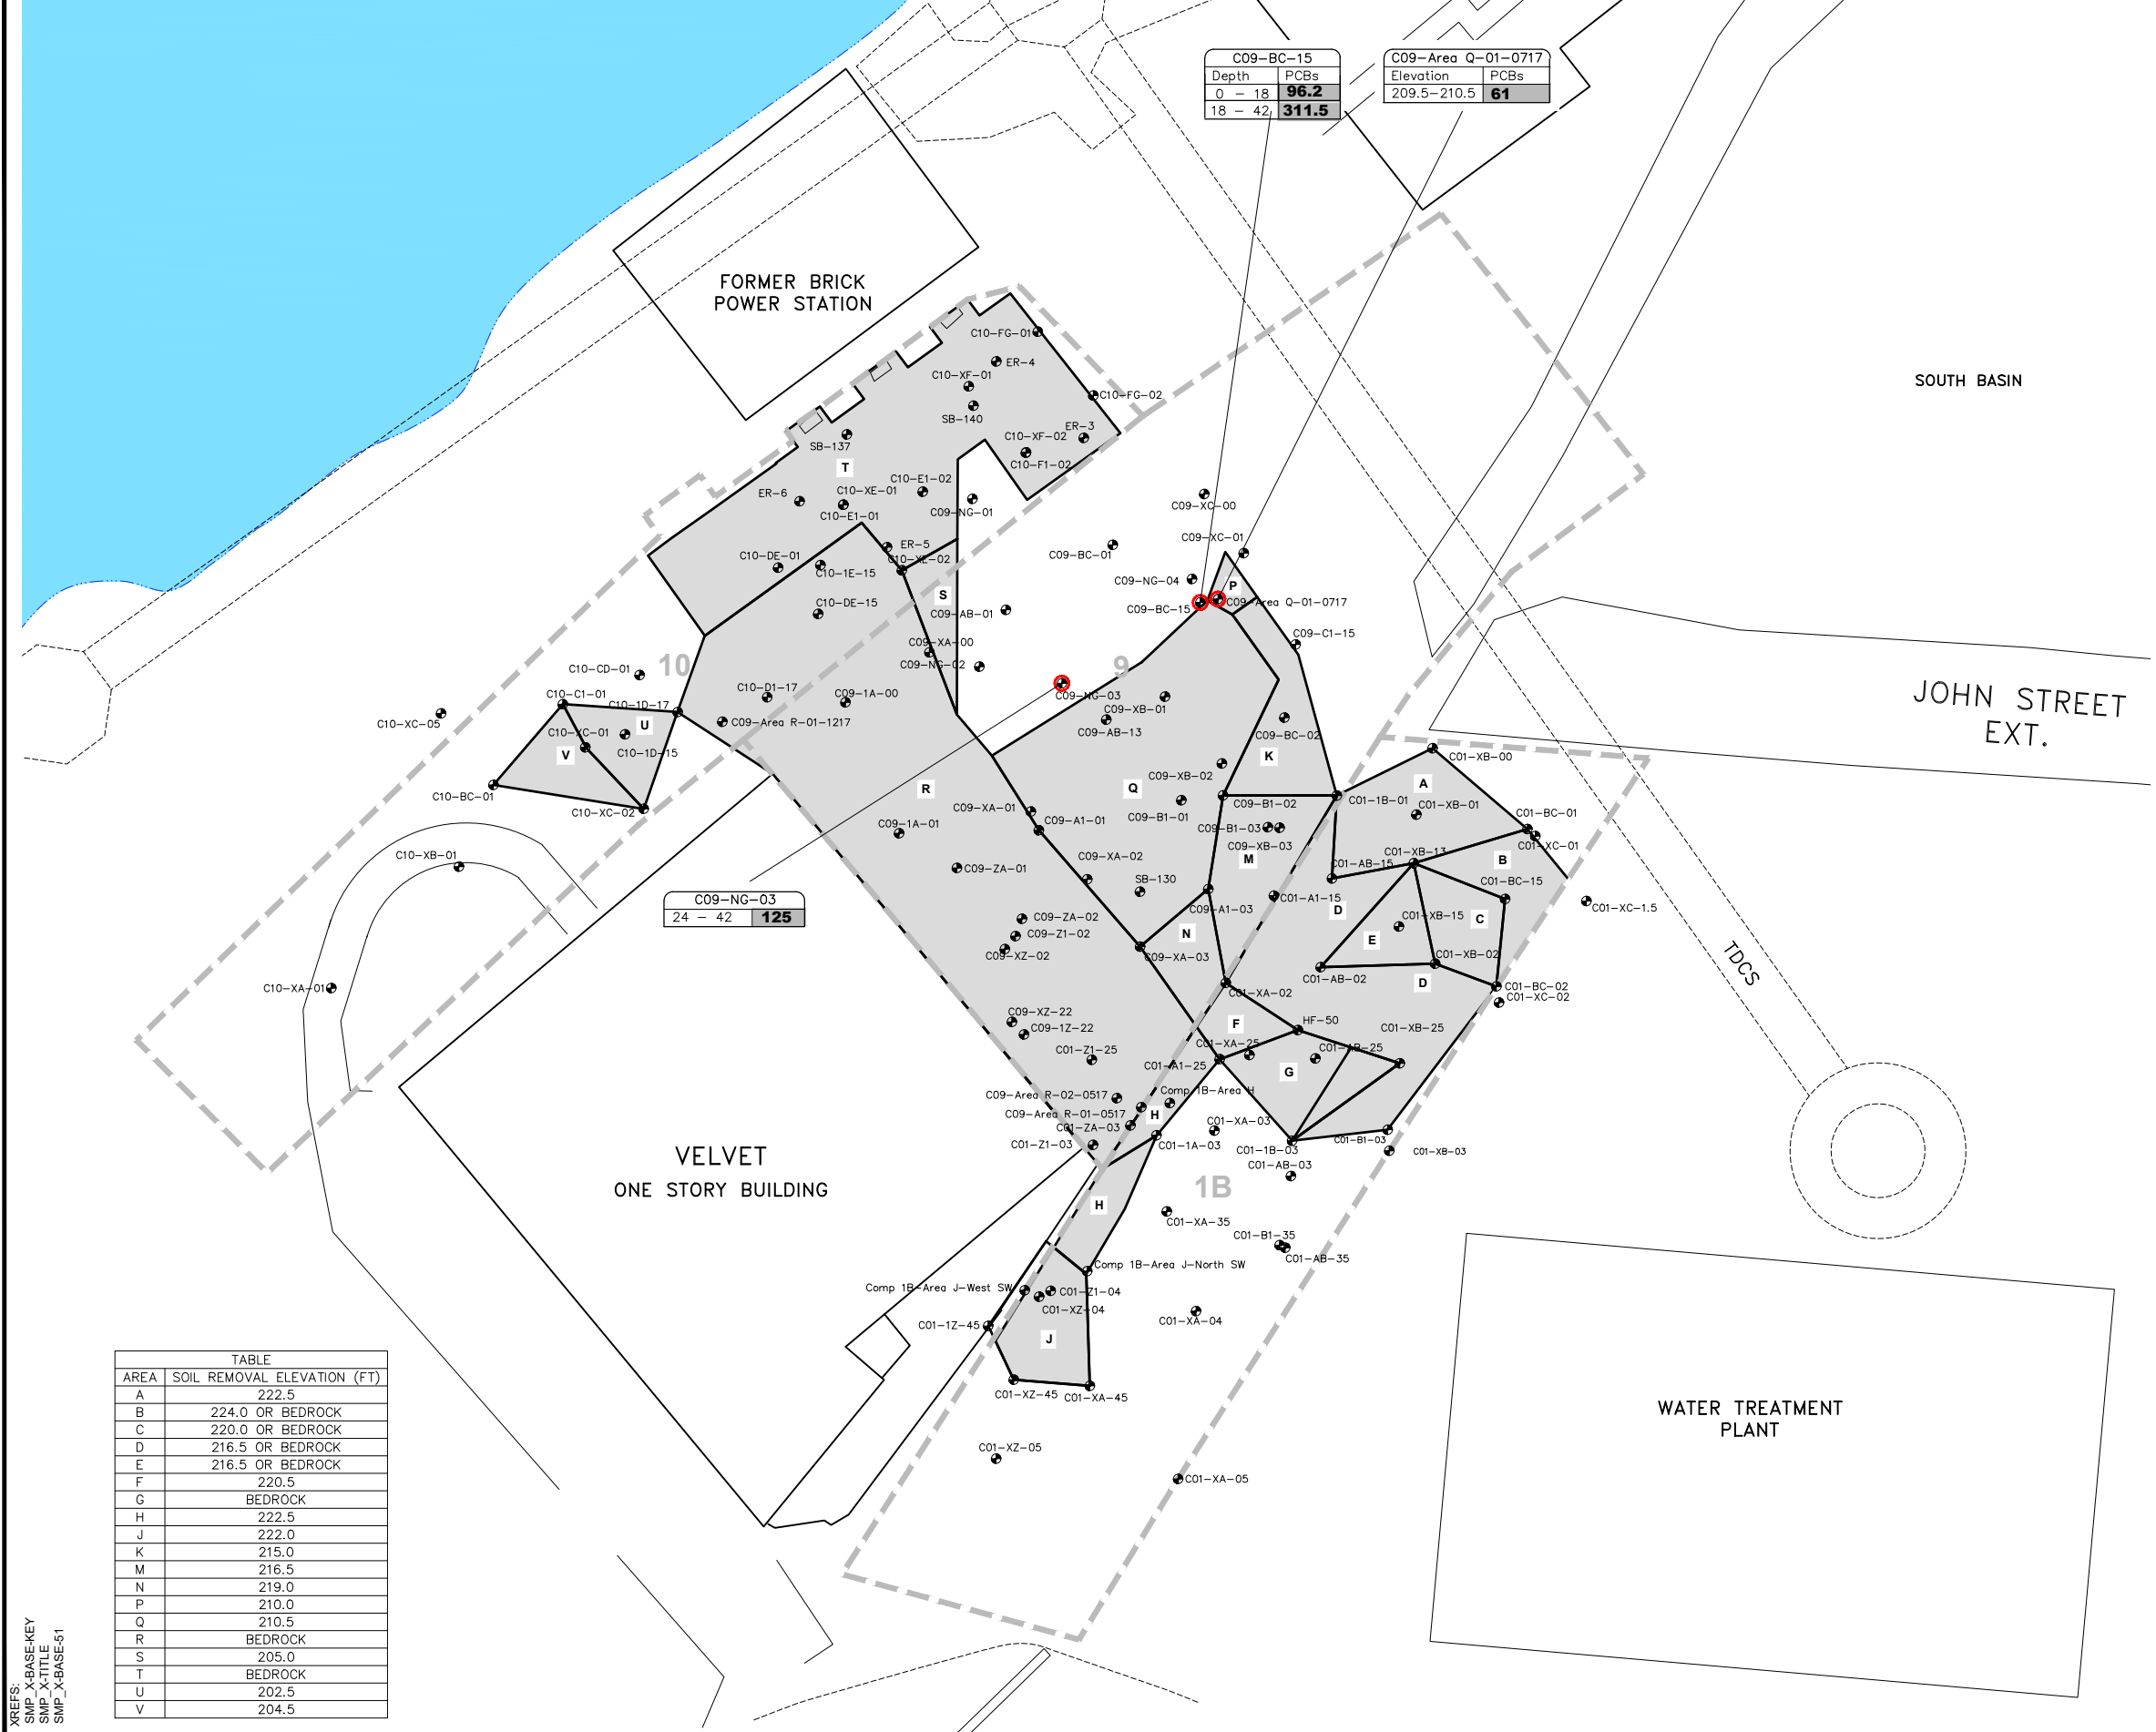 C09-BC-15
Depth PCBs
0 - 18 96.2
18 - 42 311.5
C09-Area Q-01-0717
Elevation PCBs
209.5-210.5 61
FORMER BRICK
POWER STATION
SOUTH BASIN
JOHN STREET
EXT.
TDCS
C10-FG-01
ER-4
C10-XF-01
C10-FG-02
SB-140
ER-3
C10-XF-02
SB-137
C10-F1-02
T
C10-E1-02
ER-6
C10-XE-01
C09-NG-01
C10-E1-01
C09-XC-00
C09-XC-01
ER-5
C10-DE-01
C10-XE-02
C09-BC-01
C10-1E-15
C09-NG-04
P
S
C10-DE-15
C09-AB-01
C09-BC-15
C09-Area Q-01-0717
C09-C1-15
C09-XA-00
10
C10-CD-01
C09-NG-02
9
C10-C1-01
C10-D1-17
C09-NG-03
C10-1D-17
C09-1A-00
C09-XB-01
C10-XC-05
C09-Area R-01-1217
U
C10-XC-01
C09-AB-13
C09-BC-02
V
C10-1D-15
K
C01-XB-00
C09-XB-02
A
R
Q
C10-BC-01
C10-XC-02
C09-XA-01
C09-B1-02
C01-1B-01
C01-XB-01
C09-B1-01
C09-A1-01
C09-1A-01
C09-B1-03
C01-BC-01
C09-XB-03
C01-XC-01
C10-XB-01
C09-XA-02
M
C01-XB-13
C01-AB-15
B
C09-ZA-01
SB-130
C01-BC-15
C01-A1-15
C01-XC-1.5
C09-NG-03
24 - 42 125
C09-ZA-02
C09-A1-03
D
C01-XB-15
C
C09-Z1-02
N
E
C09-XZ-02
C09-XA-03
C01-XB-02
C01-AB-02
D
C10-XA-01
C01-XA-02
C01-BC-02
C01-XC-02
C09-XZ-22
F
HF-50
C09-1Z-22
C01-XB-25
C01-XA-25
C01-AB-25
C01-Z1-25
C01-A1-25
G
C09-Area R-02-0517
Comp 1B-Area H
C09-Area R-01-0517
H
C01-ZA-03
C01-XA-03
C01-Z1-03
C01-1A-03
C01-1B-03
C01-B1-03
C01-XB-03
C01-AB-03
VELVET
ONE STORY BUILDING
1B
H
C01-XA-35
C01-B1-35
C01-AB-35
Comp 1B-Area J-North SW
Comp 1B-Area J-West SW
C01-Z1-04
C01-XZ-04
C01-XA-04
C01-1Z-45
J
C01-XZ-45
C01-XA-45
C01-XZ-05
C01-XA-05
WATER TREATMENT
PLANT
TABLE
AREA SOIL REMOVAL ELEVATION (FT)
A 222.5
B 224.0 OR BEDROCK
C 220.0 OR BEDROCK
D 216.5 OR BEDROCK
E 216.5 OR BEDROCK
F 220.5
G BEDROCK
H 222.5
J 222.0
K 215.0
M 216.5
N 219.0
P 210.0
Q 210.5
R BEDROCK
S 205.0
T BEDROCK
U 202.5
V 204.5
XREFS:
SMP_X-BASE-KEY
SMP_X-TITLE
SMP_X-BASE-51